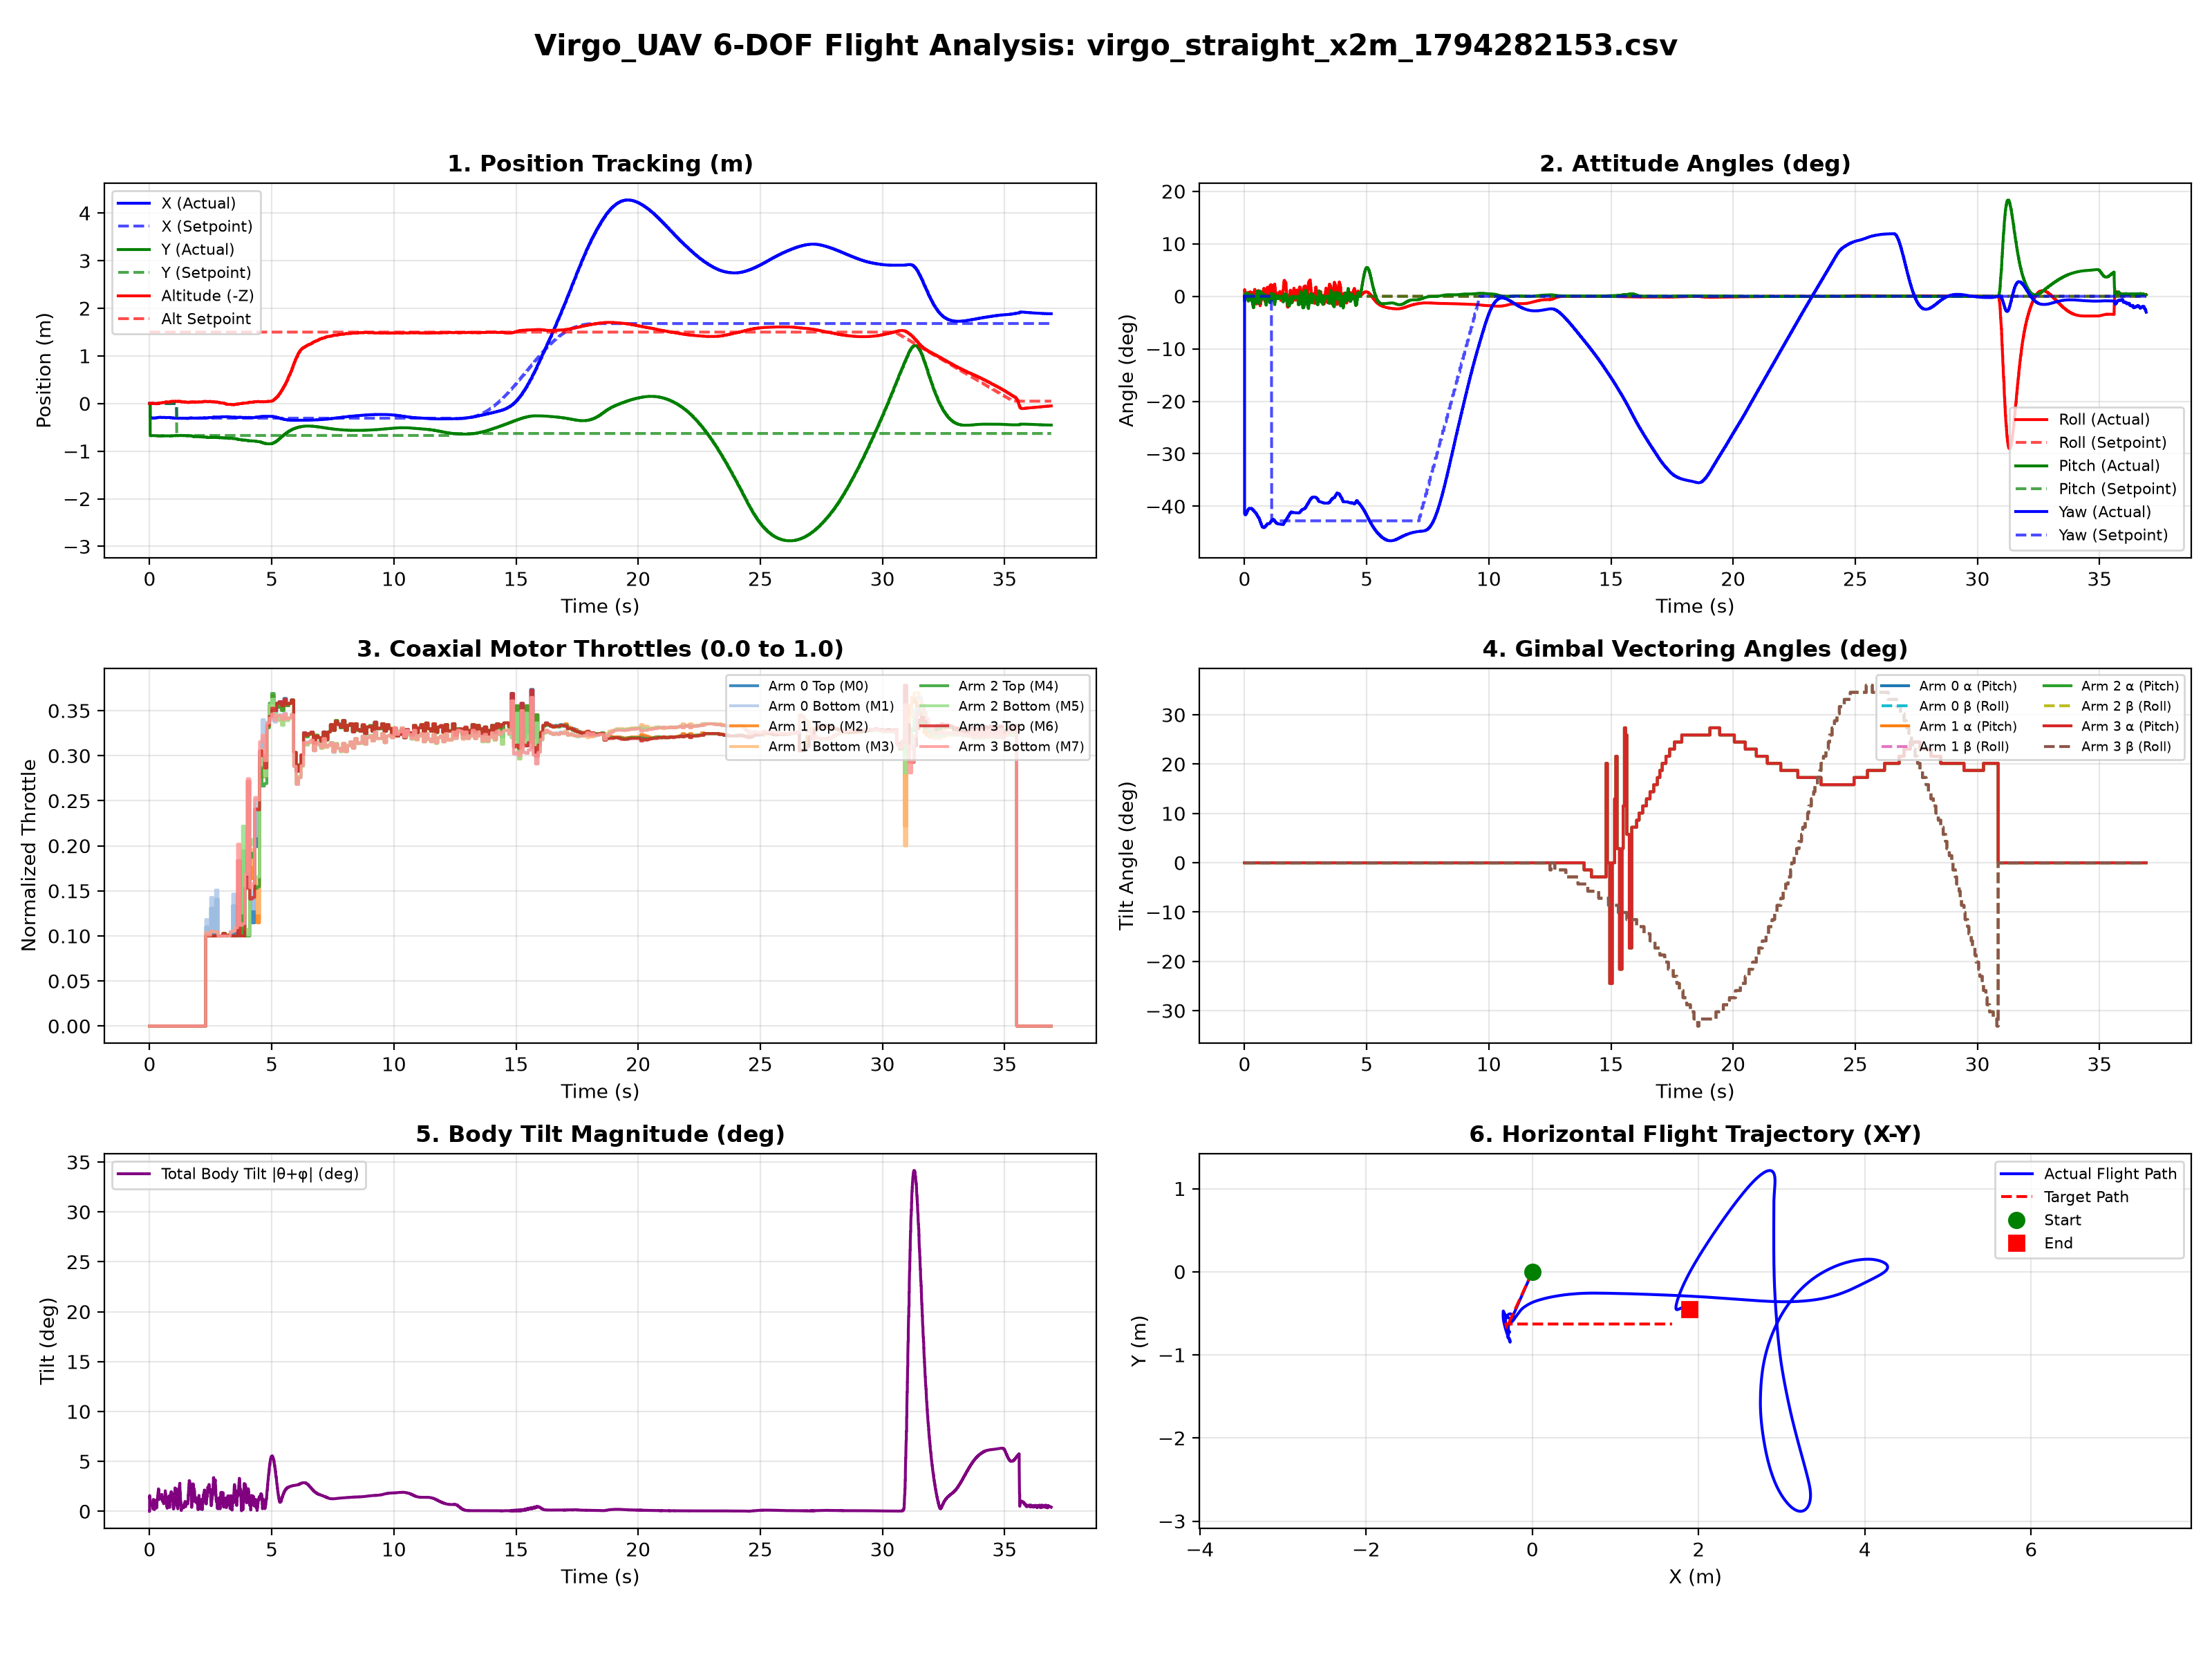 Virgo_UAV 6-DOF Flight Analysis: virgo_straight_x2m_1794282153.csv
1. Position Tracking (m)
Position (m)
4
3
2
1
0
−1
−2
−3
X (Actual)
X (Setpoint)
Y (Actual)
Y (Setpoint)
Altitude (-Z)
Alt Setpoint
0 5 10 15 20 25 30 35
Time (s)
2. Attitude Angles (deg)
Angle (deg)
20
10
0
−10
−20
−30
−40
Roll (Actual)
Roll (Setpoint)
Pitch (Actual)
Pitch (Setpoint)
Yaw (Actual)
Yaw (Setpoint)
0 5 10 15 20 25 30 35
Time (s)
3. Coaxial Motor Throttles (0.0 to 1.0)
Normalized Throttle
0.35
0.30
0.25
0.20
0.15
0.10
0.05
0.00
Arm 0 Top (M0) Arm 2 Top (M4)
Arm 0 Bottom (M1) Arm 2 Bottom (M5)
Arm 1 Top (M2) Arm 3 Top (M6)
Arm 1 Bottom (M3) Arm 3 Bottom (M7)
0 5 10 15 20 25 30 35
Time (s)
4. Gimbal Vectoring Angles (deg)
Tilt Angle (deg)
30
20
10
0
−10
−20
−30
Arm 0 α (Pitch) Arm 2 α (Pitch)
Arm 0 β (Roll) Arm 2 β (Roll)
Arm 1 α (Pitch) Arm 3 α (Pitch)
Arm 1 β (Roll) Arm 3 β (Roll)
0 5 10 15 20 25 30 35
Time (s)
5. Body Tilt Magnitude (deg)
Tilt (deg)
35
30
25
20
15
10
5
0
Total Body Tilt |θ+φ| (deg)
0 5 10 15 20 25 30 35
Time (s)
6. Horizontal Flight Trajectory (X-Y)
Y (m)
1
0
−1
−2
−3
Actual Flight Path
Target Path
Start
End
−4 −2 0 2 4 6
X (m)